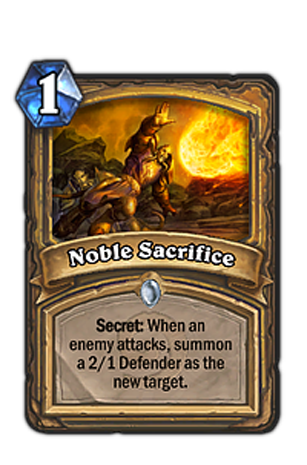 1
Noble Sacrifice
Secret: When an
enemy attacks, summon
a 2/1 Defender as the
new target.